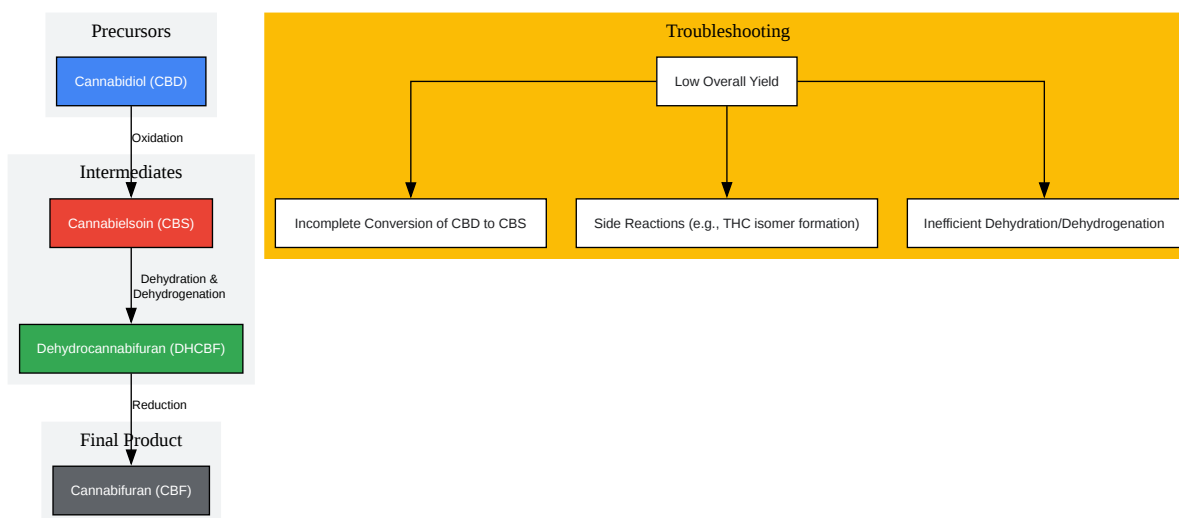 Precursors
Cannabidiol (CBD)
Oxidation
Intermediates
Cannabielsoin (CBS)
Dehydration &
Dehydrogenation
Dehydrocannabifuran (DHCBF)
Reduction
Final Product
Cannabifuran (CBF)
Troubleshooting
Low Overall Yield
Incomplete Conversion of CBD to CBS
Side Reactions (e.g., THC isomer formation)
Inefficient Dehydration/Dehydrogenation